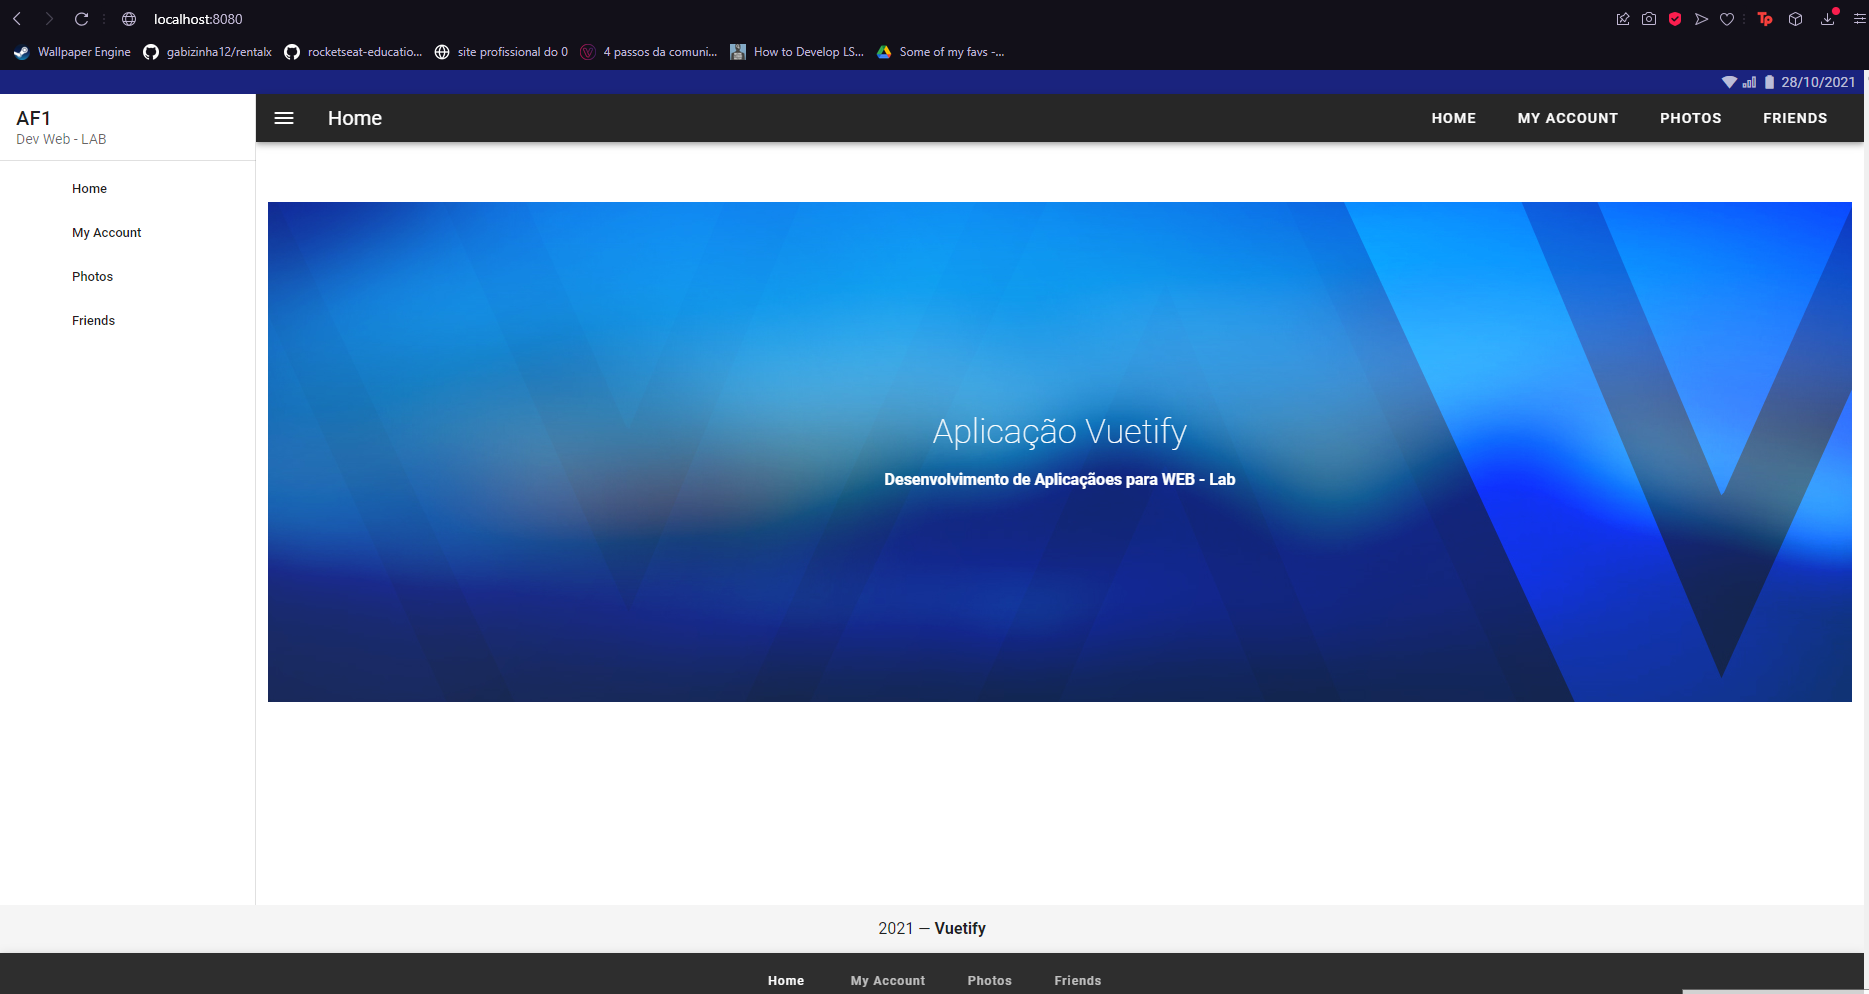 localhost:8080
Wallpaper Engine gabizinha12/rentalx rocketseat-educatio... site profissional do 0 4 passos da comuni... How to Develop LS... Some of my favs -...
28/10/2021
AF1
Dev Web - LAB
Home
My Account
Photos
Friends
Home HOME MY ACCOUNT PHOTOS FRIENDS
Aplicação Vuetify
Desenvolvimento de Aplicaçãoes para WEB - Lab
2021 — Vuetify
Home My Account Photos Friends